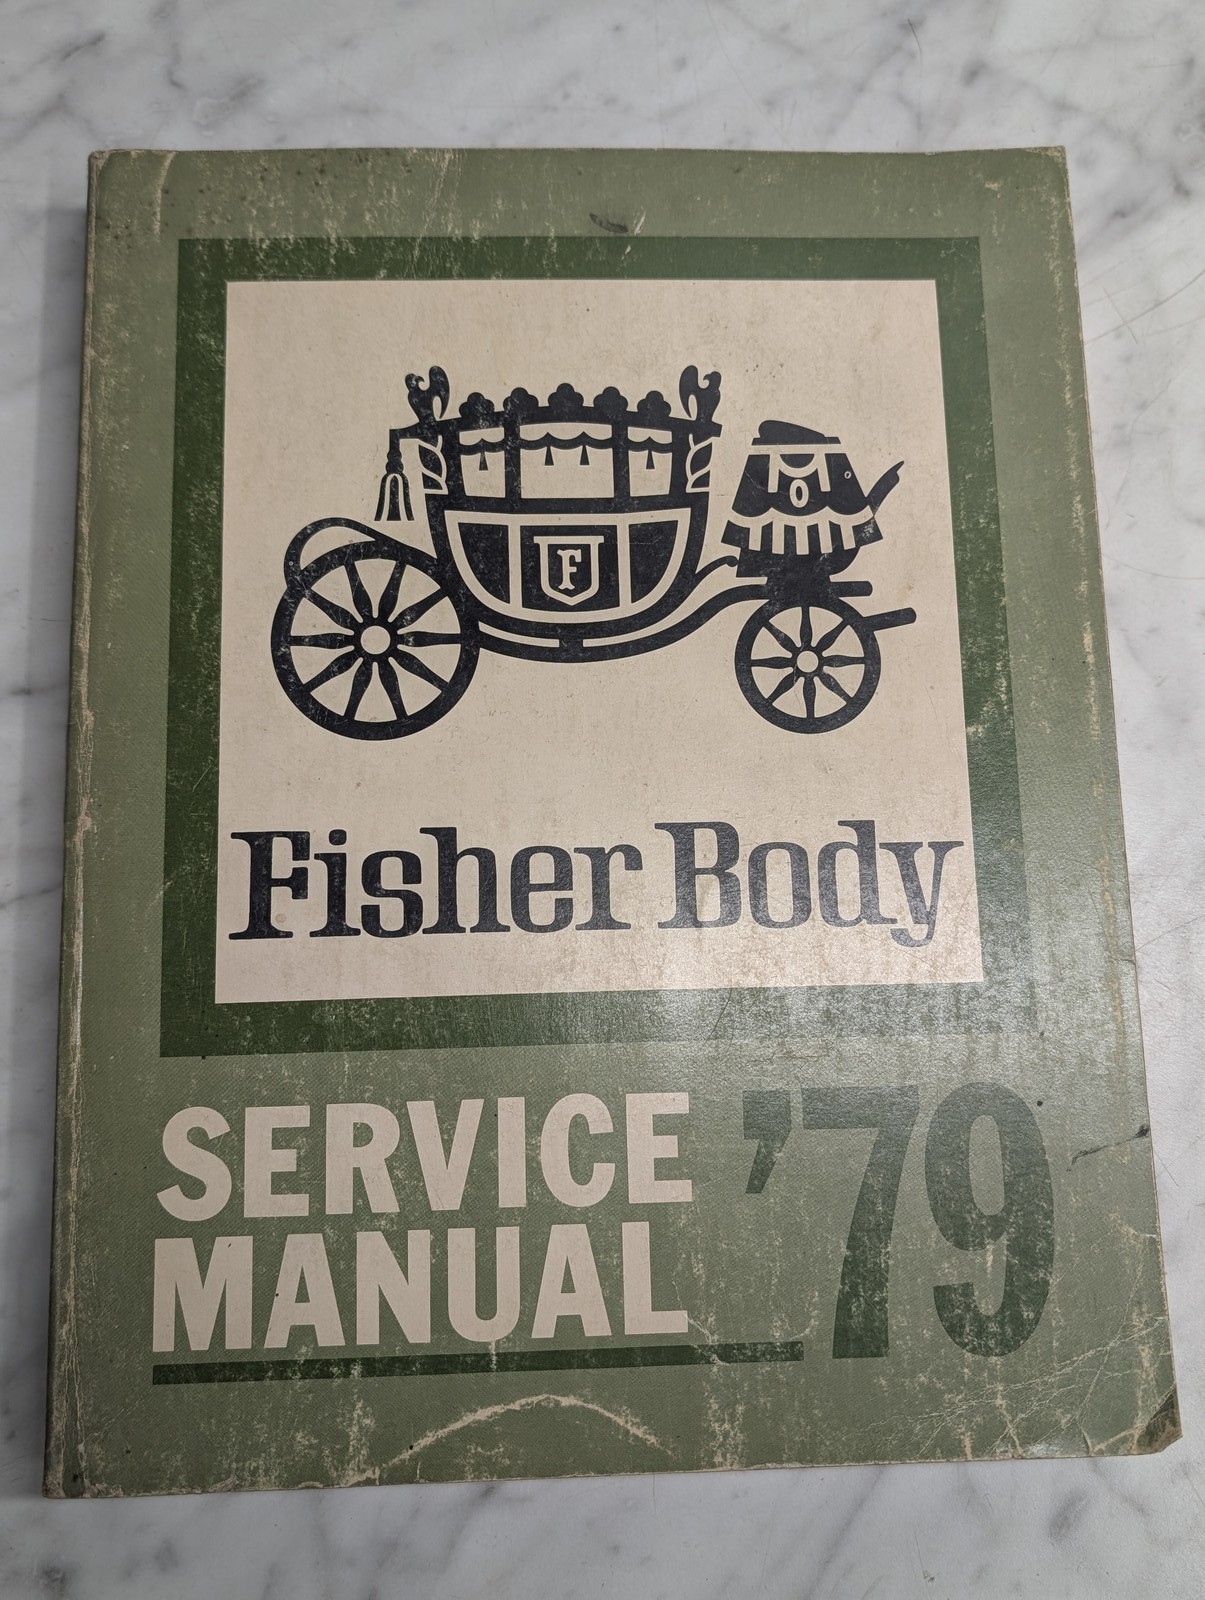 F
Fisher Body
SERVICE
MANUAL
'79